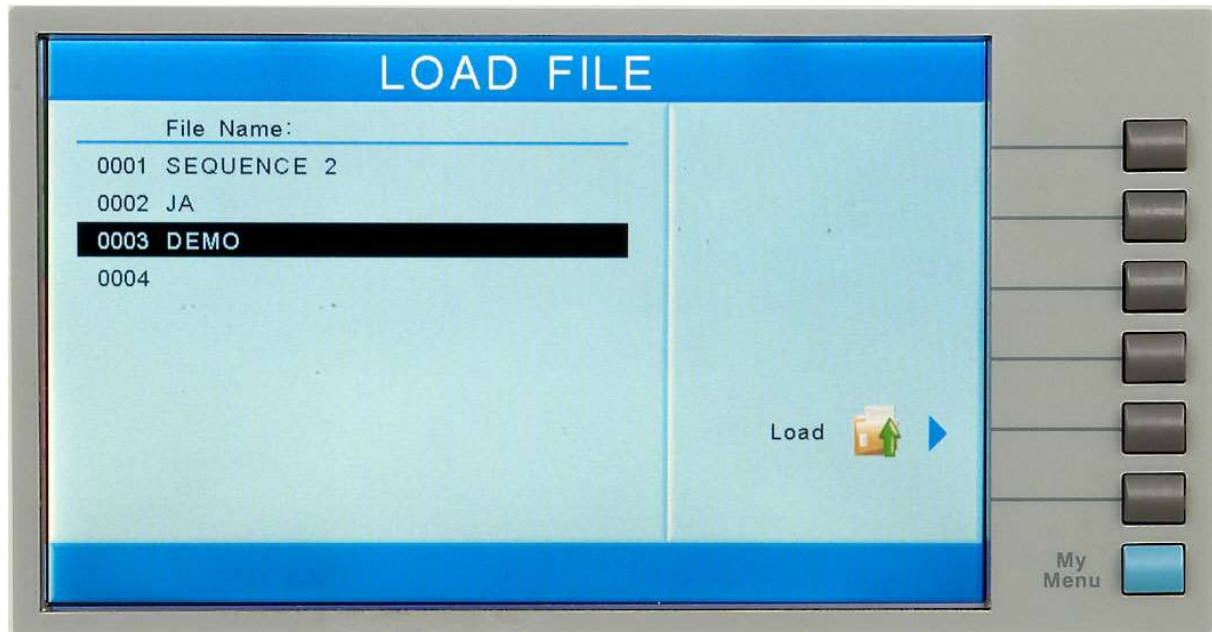 LOAD FILE
File Name:
0001 SEQUENCE 2
0002 JA
0003 DEMO
0004
Load
My
Menu